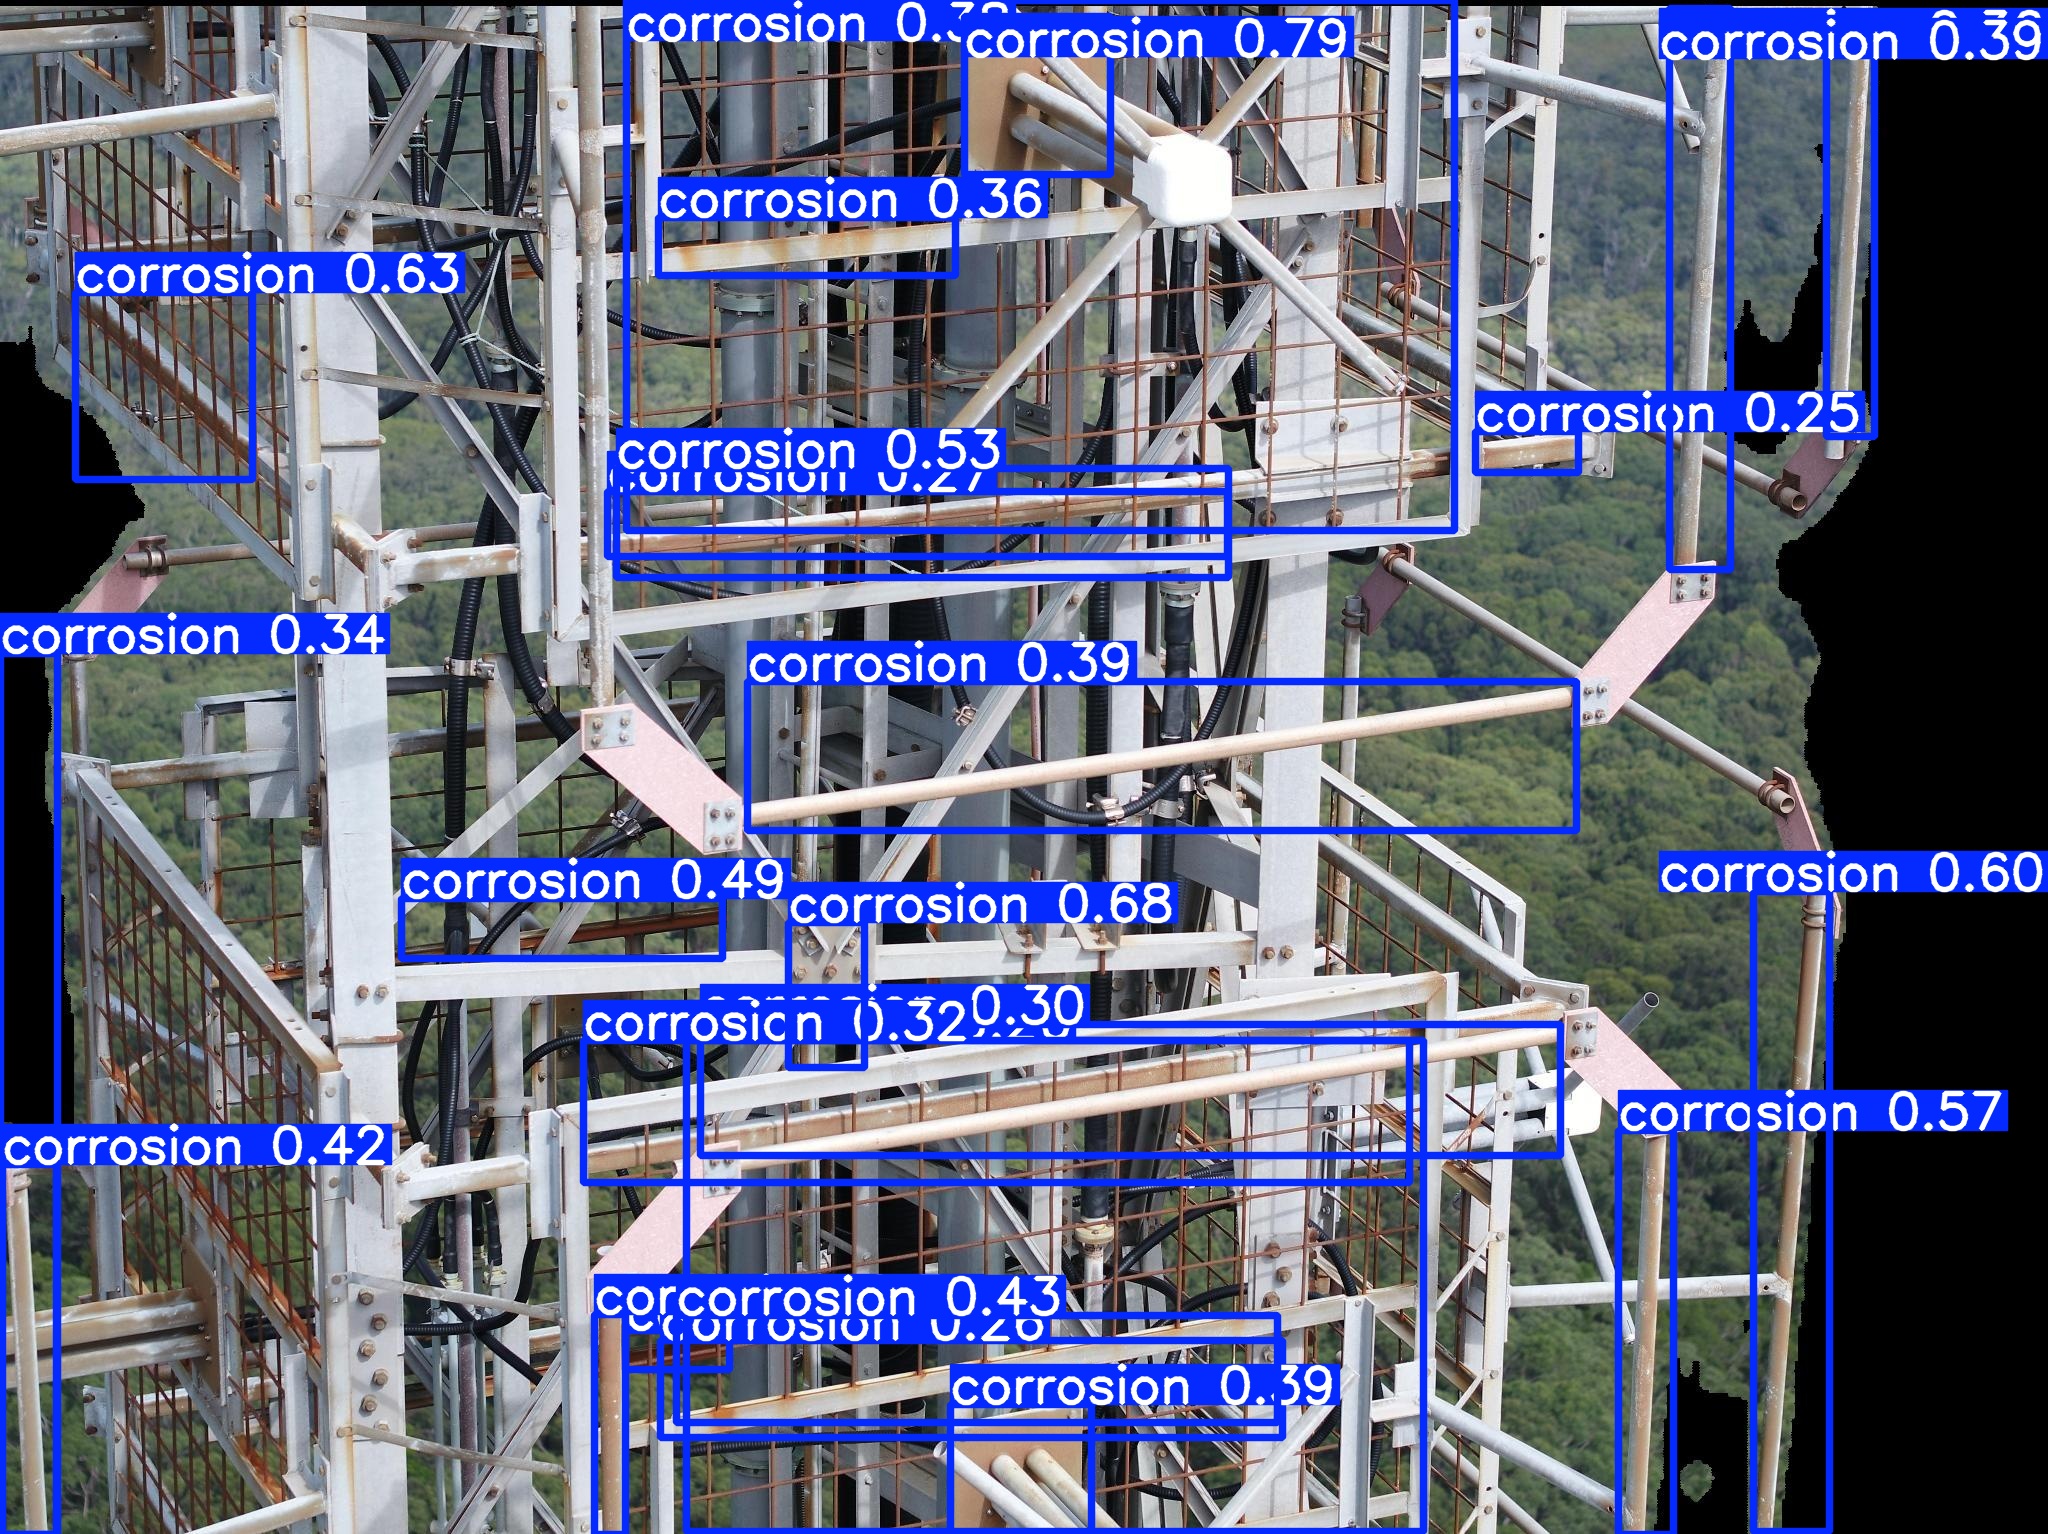 corrosion 0.38
corrosion 0.79
corrosion 0.39
corrosion 0.36
corrosion 0.63
corrosion 0.25
corrosion 0.53
corrosion 0.27
corrosion 0.34
corrosion 0.39
corrosion 0.49
corrosion 0.60
corrosion 0.68
0.30
corrosion 0.32
corrosion 0.57
corrosion 0.42
cor
corrosion 0.43
corrosion 0.26
corrosion 0.39